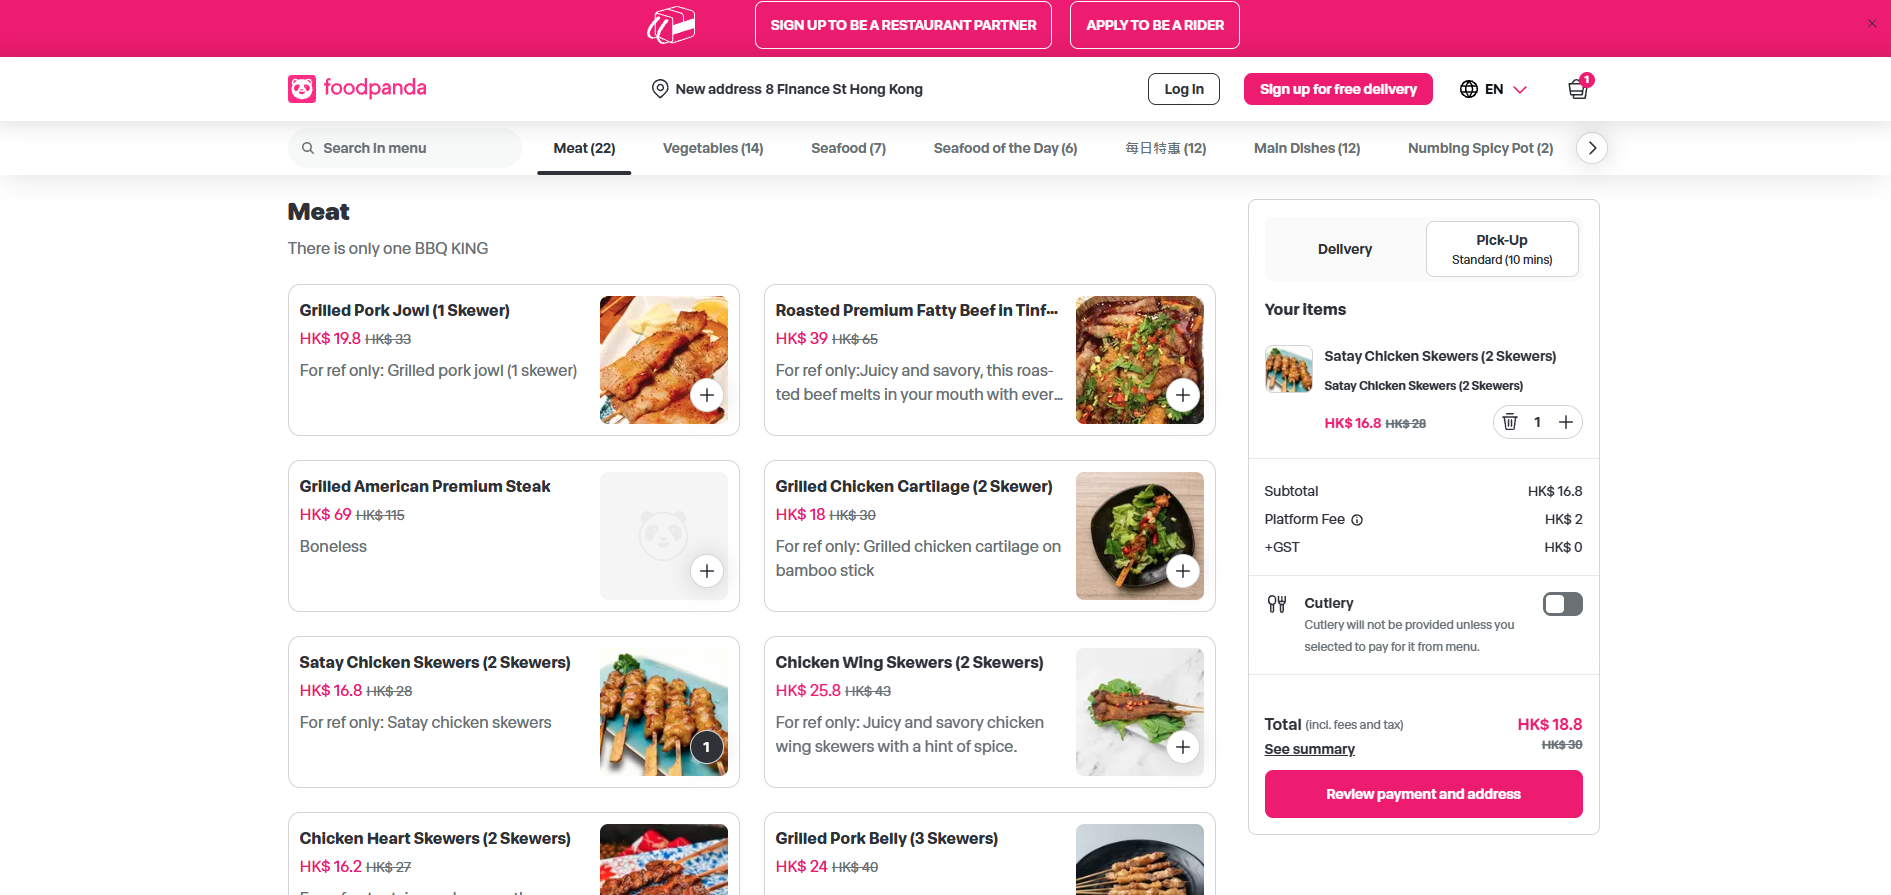 SIGN UP TO BE A RESTAURANT PARTNER
APPLY TO BE A RIDER
foodpanda
New address 8 Finance St Hong Kong
Log in
Sign up for free delivery
EN
1
Search in menu
Meat (22)
Vegetables (14)
Seafood (7)
Seafood of the Day (6)
每日特惠 (12)
Main Dishes (12)
Numbing Spicy Pot (2)
Meat
There is only one BBQ KING
Grilled Pork Jowl (1 Skewer)
HK$ 19.8 HK$ 33
For ref only: Grilled pork jowl (1 skewer)
Roasted Premium Fatty Beef in Tinf...
HK$ 39 HK$ 65
For ref only:Juicy and savory, this roas-
ted beef melts in your mouth with ever...
Grilled American Premium Steak
HK$ 69 HK$ 115
Boneless
Grilled Chicken Cartilage (2 Skewer)
HK$ 18 HK$ 30
For ref only: Grilled chicken cartilage on
bamboo stick
Satay Chicken Skewers (2 Skewers)
HK$ 16.8 HK$ 28
For ref only: Satay chicken skewers
1
Chicken Wing Skewers (2 Skewers)
HK$ 25.8 HK$ 43
For ref only: Juicy and savory chicken
wing skewers with a hint of spice.
Chicken Heart Skewers (2 Skewers)
HK$ 16.2 HK$ 27
Grilled Pork Belly (3 Skewers)
HK$ 24 HK$ 40
Delivery
Pick-Up
Standard (10 mins)
Your items
Satay Chicken Skewers (2 Skewers)
Satay Chicken Skewers (2 Skewers)
HK$ 16.8 HK$ 28
1
Subtotal HK$ 16.8
Platform Fee HK$ 2
+GST HK$ 0
Cutlery
Cutlery will not be provided unless you
selected to pay for it from menu.
Total (incl. fees and tax) HK$ 18.8
See summary HK$ 30
Review payment and address